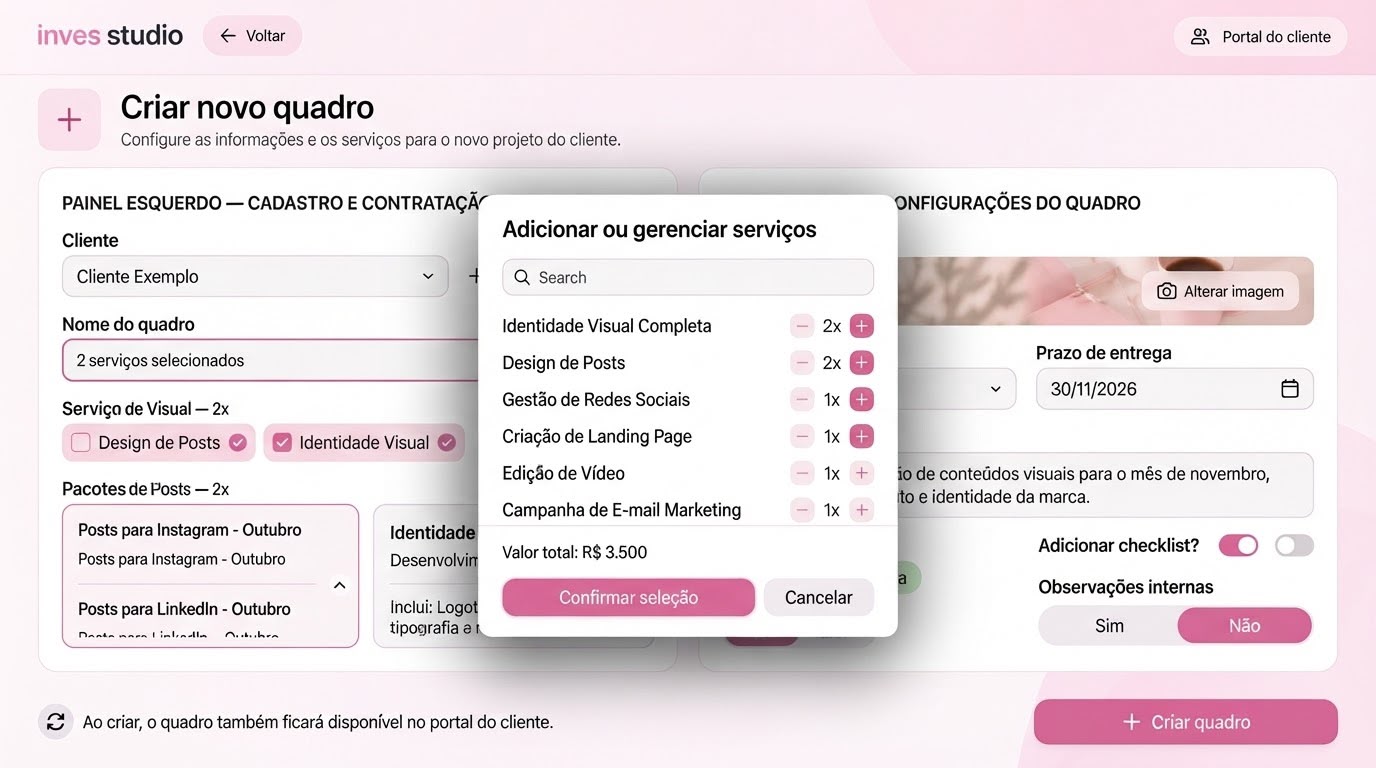 inves studio
Voltar
Portal do cliente
Criar novo quadro
Configure as informações e os serviços para o novo projeto do cliente.
PAINEL ESQUERDO — CADASTRO E CONTRATAÇÃO
Cliente
Cliente Exemplo
Nome do quadro
2 serviços selecionados
Serviço de Visual — 2x
Design de Posts
Identidade Visual
Pacotes de Posts — 2x
Posts para Instagram - Outubro
Posts para Instagram - Outubro
Posts para LinkedIn - Outubro
Posts para LinkedIn - Outubro
Identidade
Inclui: Logot
tipografia e
Adicionar ou gerenciar serviços
Search
Identidade Visual Completa
2x
Design de Posts
2x
Gestão de Redes Sociais
1x
Criação de Landing Page
1x
Edição de Vídeo
1x
Campanha de E-mail Marketing
1x
Valor total: R$ 3.500
Confirmar seleção
Cancelar
ONFIGURAÇÕES DO QUADRO
Alterar imagem
Prazo de entrega
30/11/2026
de conteúdos visuais para o mês de novembro,
e identidade da marca.
Adicionar checklist?
Observações internas
Sim
Não
Ao criar, o quadro também ficará disponível no portal do cliente.
Criar quadro